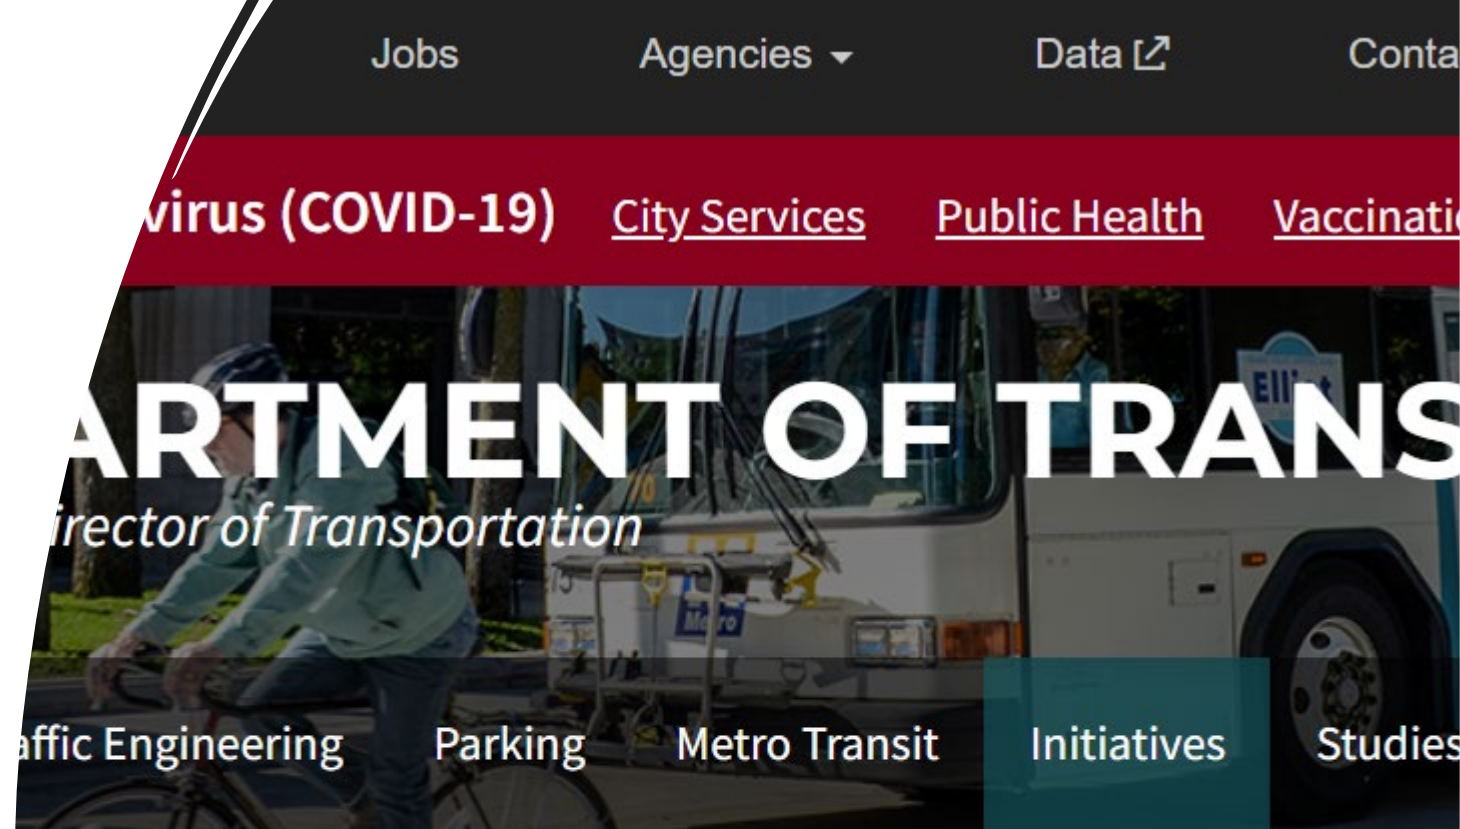 Jobs Agencies Data Conta
virus (COVID-19) City Services Public Health Vaccinati
ARTMENT OF TRANS
irector of Transportation
Metro
affic Engineering Parking Metro Transit Initiatives Studies